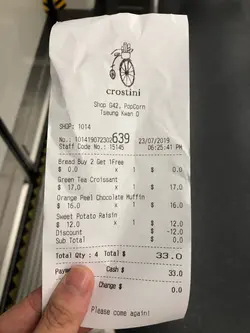 crostini
Shop G42, PopCorn
Tseung Kwan O
SHOP: 1014
No.: 101419072302639 23/07/2019
Staff Code No.: 15145 06:25:41 PM
Bread Buy 2 Get 1Free
$ 0.0 x 1 $ 0.0
Green Tea Croissant
$ 17.0 x 1 $ 17.0
Orange Peel Chocolate Muffin
$ 16.0 x 1 $ 16.0
Sweet Potato Raisin
$ 12.0 x 1 $ 12.0
Discount $ -12.0
Sub Total $ 0.0
Total Qty : 4 Total $ 33.0
Cash $ 33.0
Change $ 0.0
Please come again!